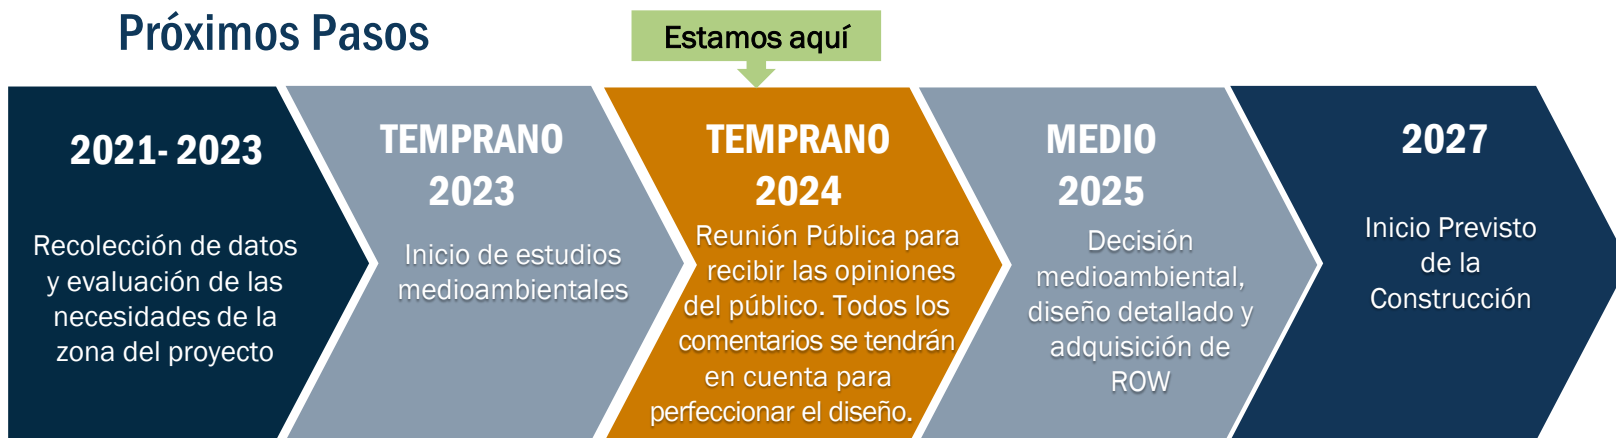 Próximos Pasos
Estamos aquí
2021- 2023
Recolección de datos
y evaluación de las
necesidades de la
zona del proyecto
TEMPRANO
2023
Inicio de estudios
medioambientales
TEMPRANO
2024
Reunión Pública para
recibir las opiniones
del público. Todos los
comentarios se tendrán
en cuenta para
perfeccionar el diseño.
MEDIO
2025
Decisión
medioambiental,
diseño detallado y
adquisición de
ROW
2027
Inicio Previsto
de la
Construcción